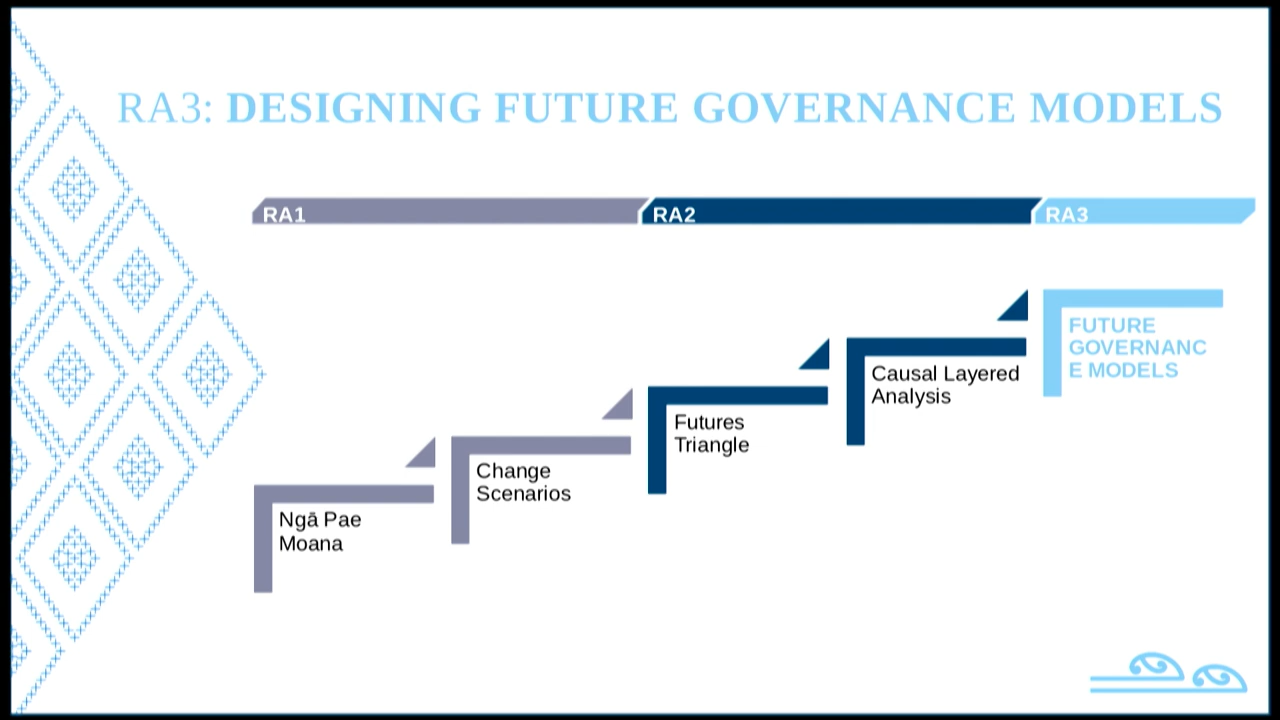 RA3: DESIGNING FUTURE GOVERNANCE MODELS
RA1
RA2
RA3
Ngā Pae
Moana
Change
Scenarios
Futures
Triangle
Causal Layered
Analysis
FUTURE
GOVERNANC
E MODELS